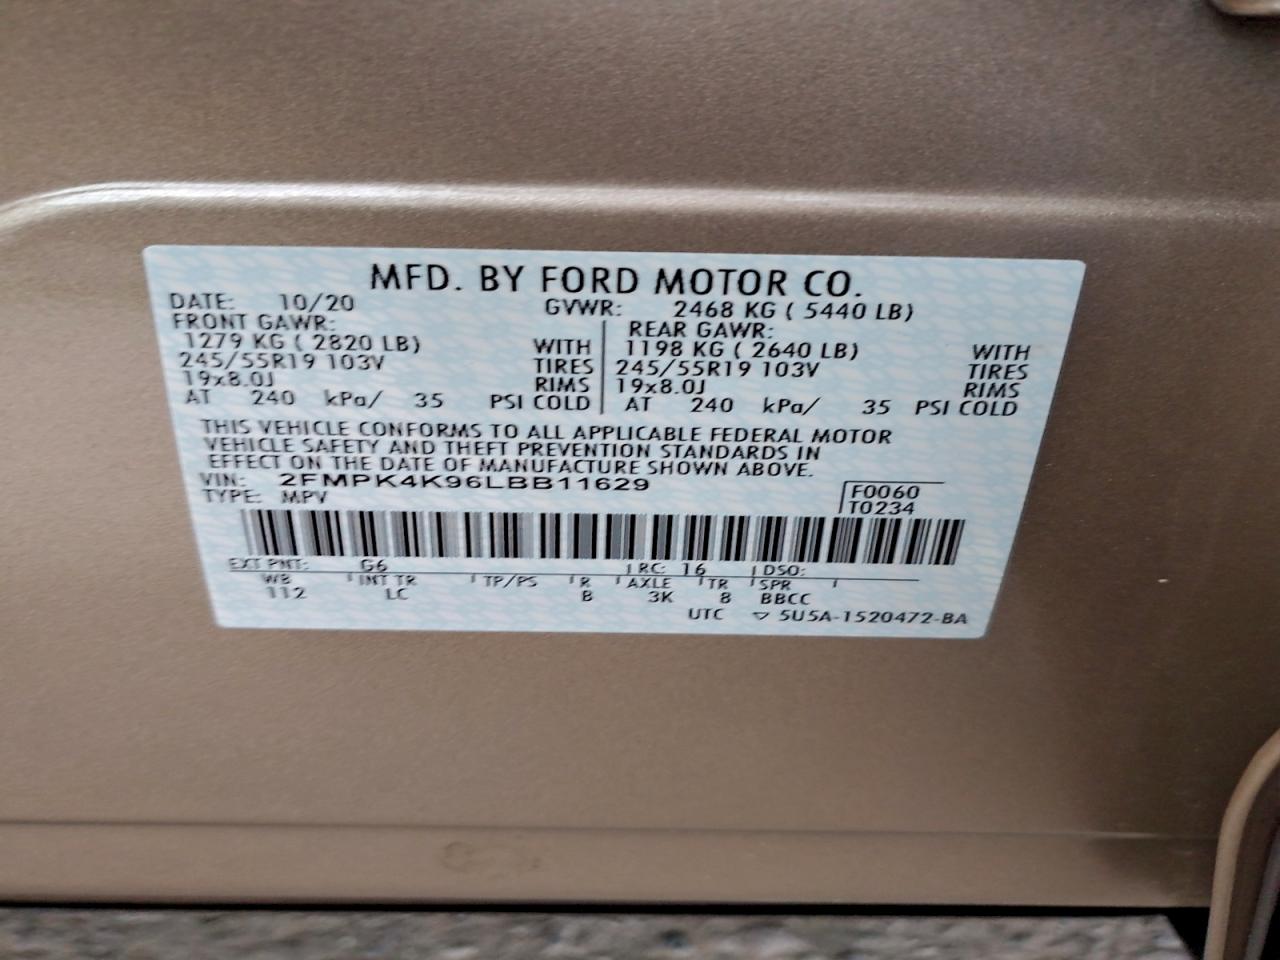 MFD. BY FORD MOTOR CO.
DATE: 10/20 GVWR: 2468 KG ( 5440 LB)
FRONT GAWR: REAR GAWR:
1279 KG ( 2820 LB) WITH 1198 KG ( 2640 LB) WITH
245/55R19 103V TIRES 245/55R19 103V TIRES
19x8.0J RIMS 19x8.0J RIMS
AT 240 kPa/ 35 PSI COLD AT 240 kPa/ 35 PSI COLD
THIS VEHICLE CONFORMS TO ALL APPLICABLE FEDERAL MOTOR
VEHICLE SAFETY AND THEFT PREVENTION STANDARDS IN
EFFECT ON THE DATE OF MANUFACTURE SHOWN ABOVE.
VIN: 2FMPK4K96LBB11629 F0060
TYPE: MPV T0234
EXT PNT: G6 RC: 16 DSO:
WB INT TR TP/PS R AXLE TR SPR
112 LC B 3K 8 BBCC
UTC ▽ 5U5A-1520472-BA